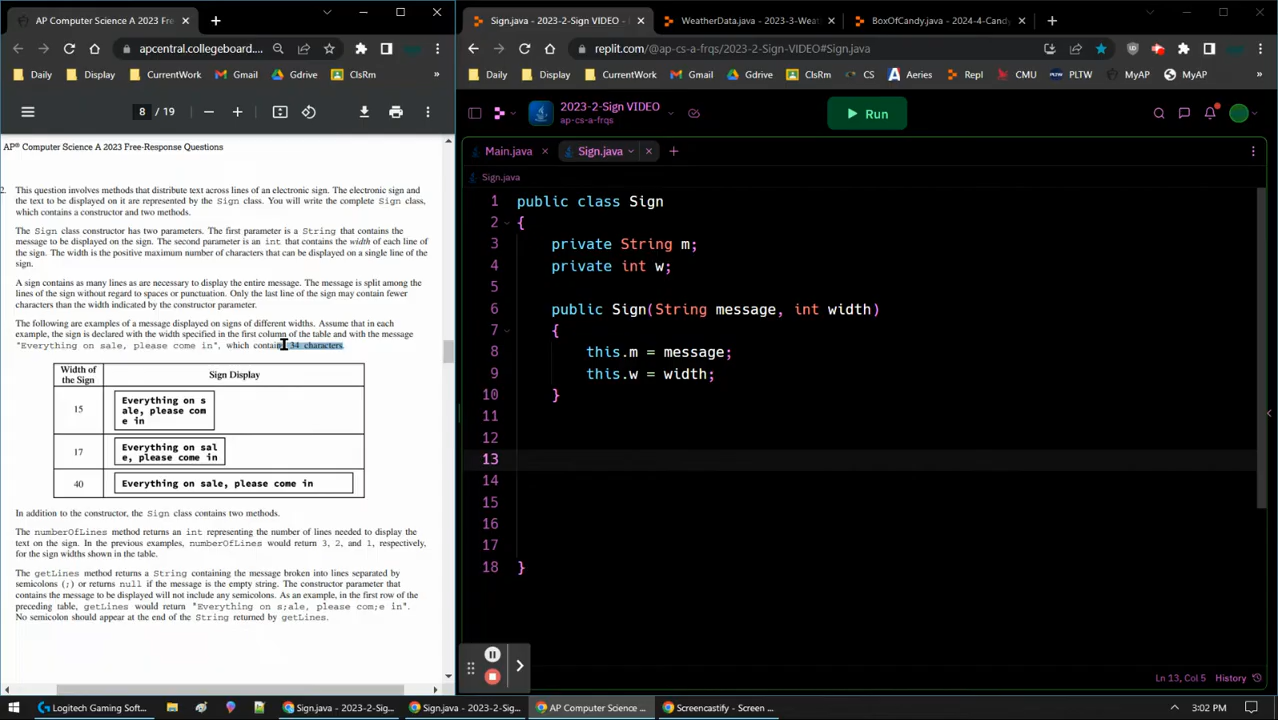 AP Computer Science A 2023 Fre
apcentral.collegeboard....
Daily Display CurrentWork Gmail Gdrive ClsRm »
8 / 19
AP® Computer Science A 2023 Free-Response Questions
2. This question involves methods that distribute text across lines of an electronic sign. The electronic sign and
the text to be displayed on it are represented by the Sign class. You will write the complete Sign class,
which contains a constructor and two methods.
The Sign class constructor has two parameters. The first parameter is a String that contains the
message to be displayed on the sign. The second parameter is an int that contains the width of each line of
the sign. The width is the positive maximum number of characters that can be displayed on a single line of the
sign.
A sign contains as many lines as are necessary to display the entire message. The message is split among the
lines of the sign without regard to spaces or punctuation. Only the last line of the sign may contain fewer
characters than the width indicated by the constructor parameter.
The following are examples of a message displayed on signs of different widths. Assume that in each
example, the sign is declared with the width specified in the first column of the table and with the message
"Everything on sale, please come in", which contains 34 characters.
Width of
the Sign
Sign Display
15
Everything on s
ale, please com
e in
17
Everything on sal
e, please come in
40
Everything on sale, please come in
In addition to the constructor, the Sign class contains two methods.
The numberOfLines method returns an int representing the number of lines needed to display the
text on the sign. In the previous examples, numberOfLines would return 3, 2, and 1, respectively,
for the sign widths shown in the table.
The getLines method returns a String containing the message broken into lines separated by
semicolons (;) or returns null if the message is the empty string. The constructor parameter that
contains the message to be displayed will not include any semicolons. As an example, in the first row of the
preceding table, getLines would return "Everything on s;ale, please com;e in".
No semicolon should appear at the end of the String returned by getLines.
Sign.java - 2023-2-Sign VIDEO - WeatherData.java - 2023-3-Weat BoxOfCandy.java - 2024-4-Cand
replit.com/@ap-cs-a-frqs/2023-2-Sign-VIDEO#Sign.java
Daily Display CurrentWork Gmail Gdrive ClsRm CS Aeries Repl CMU PLTW MyAP MyAP »
2023-2-Sign VIDEO
ap-cs-a-frqs
Run
Main.java Sign.java
Sign.java
1 public class Sign
2 {
3 private String m;
4 private int w;
5
6 public Sign(String message, int width)
7 {
8 this.m = message;
9 this.w = width;
10 }
11
12
13
14
15
16
17
18 }
Ln 13, Col 5 History
Logitech Gaming Soft... Sign.java - 2023-2-Sig... Sign.java - 2023-2-Sig... AP Computer Science ... Screencastify - Screen ... 3:02 PM